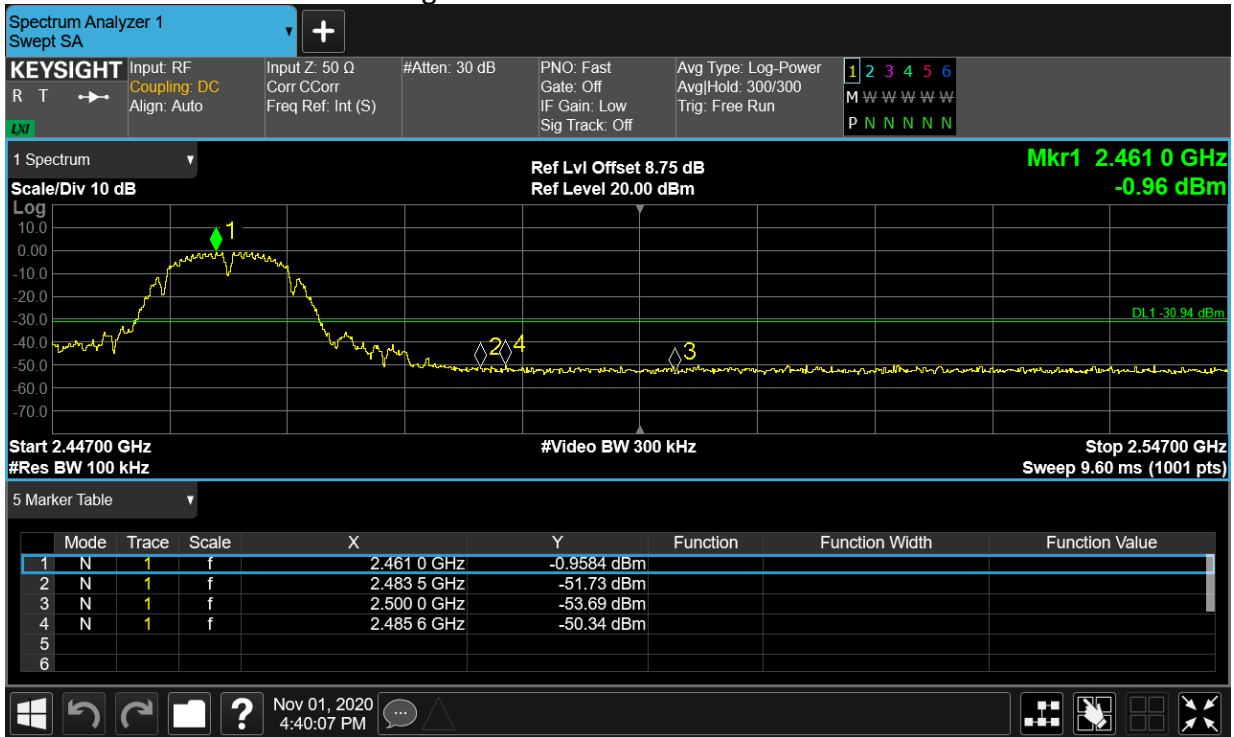 Spectrum Analyzer 1
Swept SA
+
KEYSIGHT Input: RF Input Z: 50 Ω #Atten: 30 dB PNO: Fast Avg Type: Log-Power 1 2 3 4 5 6
R T Coupling: DC Corr CCorr Gate: Off Avg|Hold: 300/300 M W W W W W
Align: Auto Freq Ref: Int (S) IF Gain: Low Trig: Free Run
LXI Sig Track: Off P N N N N N
1 Spectrum Ref Lvl Offset 8.75 dB Mkr1 2.461 0 GHz
Scale/Div 10 dB Ref Level 20.00 dBm -0.96 dBm
Log
10.0
1
0.00
-10.0
-20.0
-30.0 DL1 -30.94 dBm
-40.0
2 4 3
-50.0
-60.0
-70.0
Start 2.44700 GHz #Video BW 300 kHz Stop 2.54700 GHz
#Res BW 100 kHz Sweep 9.60 ms (1001 pts)
5 Marker Table
Mode Trace Scale X Y Function Function Width Function Value
1 N 1 f 2.461 0 GHz -0.9584 dBm
2 N 1 f 2.483 5 GHz -51.73 dBm
3 N 1 f 2.500 0 GHz -53.69 dBm
4 N 1 f 2.485 6 GHz -50.34 dBm
5
6
? Nov 01, 2020
4:40:07 PM